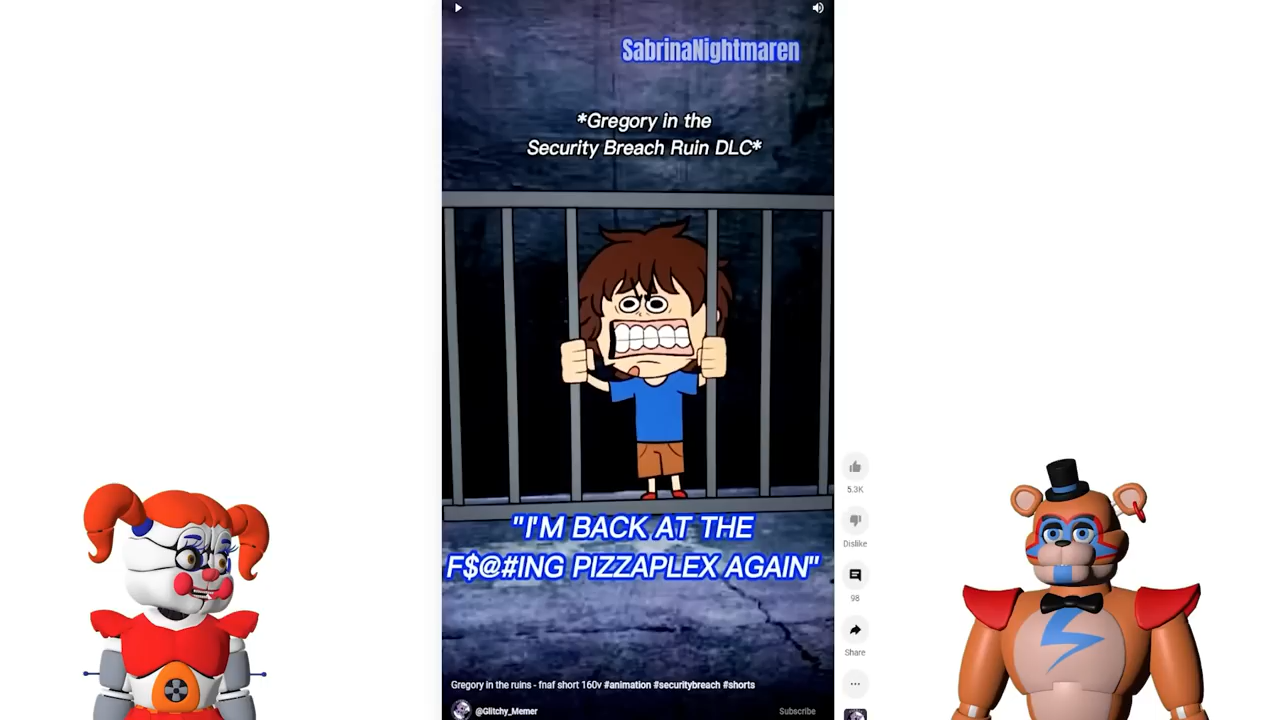 SabrinaNightmaren
*Gregory in the
Security Breach Ruin DLC*
"I'M BACK AT THE
F$@#ING PIZZAPLEX AGAIN"
5.3K
Dislike
98
Share
Gregory in the ruins - fnaf short 160v #animation #securitybreach #shorts
@Glitchy_Memer
Subscribe